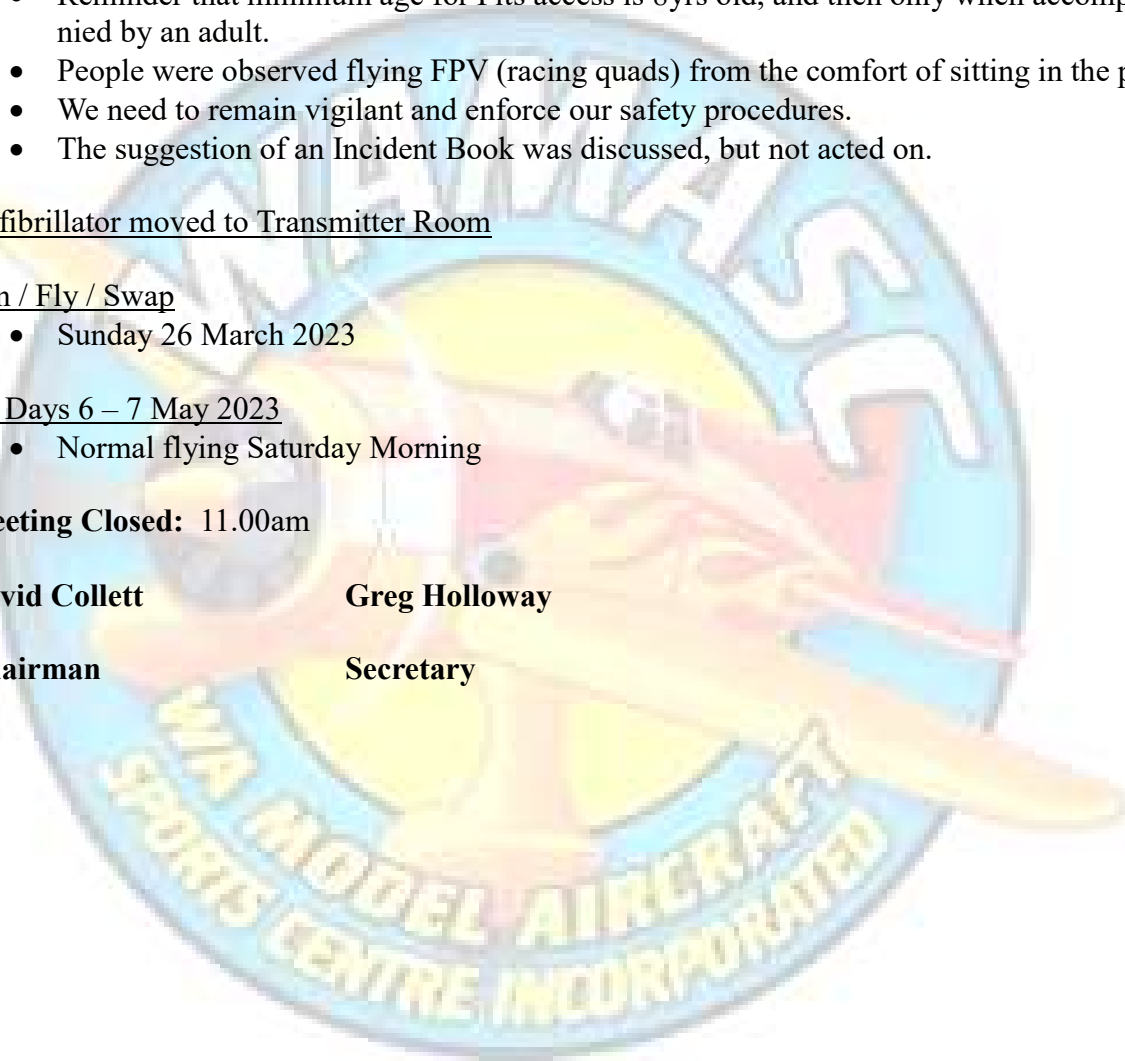 Reminder that minimum age for Pits access is 8yrs old, and then only when accomp
nied by an adult.
• People were observed flying FPV (racing quads) from the comfort of sitting in the p
• We need to remain vigilant and enforce our safety procedures.
• The suggestion of an Incident Book was discussed, but not acted on.
fibrillator moved to Transmitter Room
n / Fly / Swap
• Sunday 26 March 2023
Days 6 – 7 May 2023
• Normal flying Saturday Morning
eeting Closed: 11.00am
vid Collett Greg Holloway
airman Secretary
WAMASC
WA MODEL AIRCRAFT
SPORTS CENTRE INCORPORATED